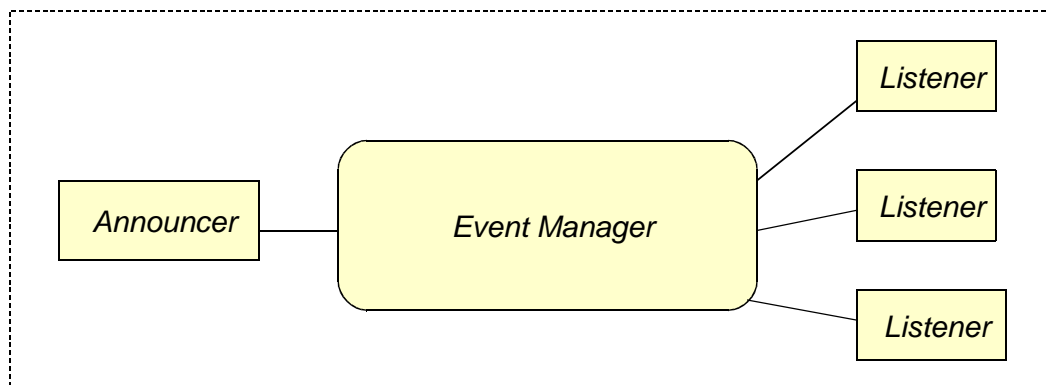 Listener
Announcer
Event Manager
Listener
Listener